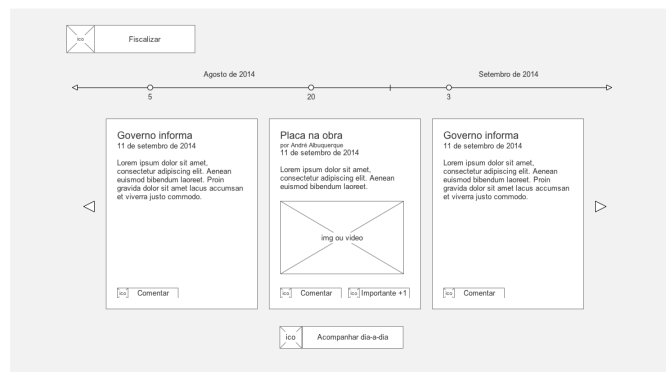 ico Fiscalizar
Agosto de 2014
Setembro de 2014
5
20
3
Governo informa
11 de setembro de 2014
Lorem ipsum dolor sit amet,
consectetur adipiscing elit. Aenean
euismod bibendum laoreet. Proin
gravida dolor sit amet lacus accumsan
et viverra justo commodo.
ico Comentar
Placa na obra
por André Albuquerque
11 de setembro de 2014
Lorem ipsum dolor sit amet,
consectetur adipiscing elit. Aenean
euismod bibendum laoreet.
img ou video
ico Comentar
ico Importante +1
Governo informa
11 de setembro de 2014
Lorem ipsum dolor sit amet,
consectetur adipiscing elit. Aenean
euismod bibendum laoreet. Proin
gravida dolor sit amet lacus accumsan
et viverra justo commodo.
ico Comentar
ico Acompanhar dia-a-dia